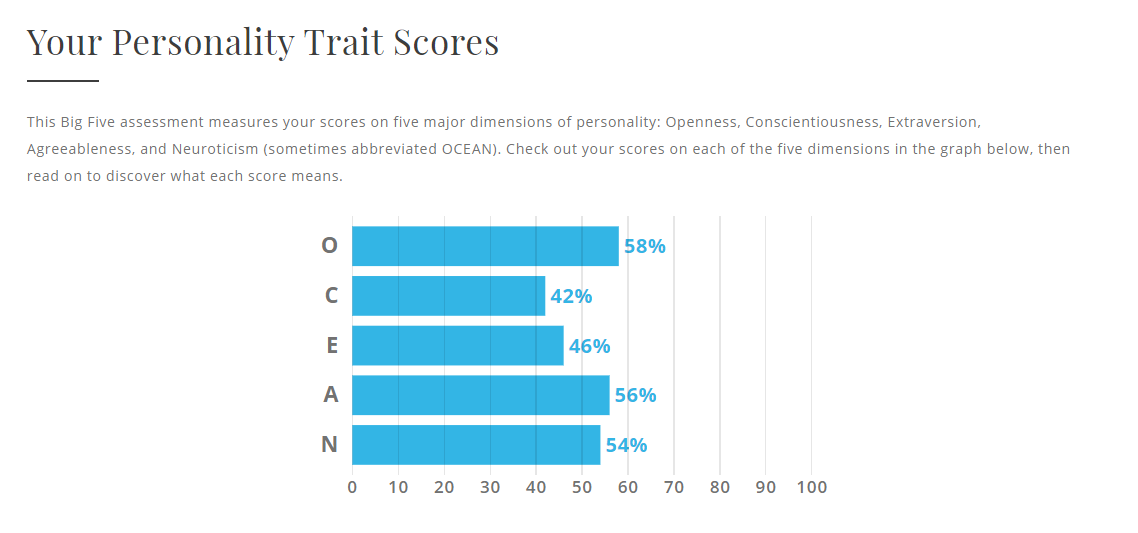 Your Personality Trait Scores
This Big Five assessment measures your scores on five major dimensions of personality: Openness, Conscientiousness, Extraversion,
Agreeableness, and Neuroticism (sometimes abbreviated OCEAN). Check out your scores on each of the five dimensions in the graph below, then
read on to discover what each score means.
O 58%
C 42%
E 46%
A 56%
N 54%
0 10 20 30 40 50 60 70 80 90 100